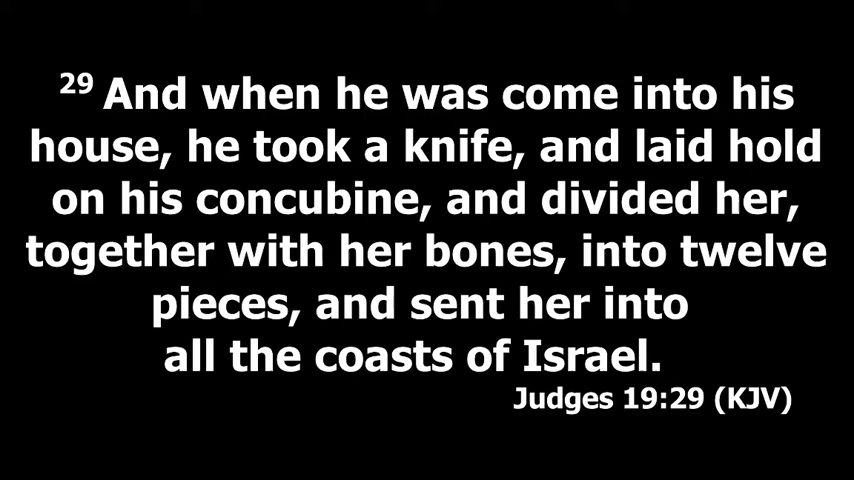 29 And when he was come into his
house, he took a knife, and laid hold
on his concubine, and divided her,
together with her bones, into twelve
pieces, and sent her into
all the coasts of Israel.
Judges 19:29 (KJV)